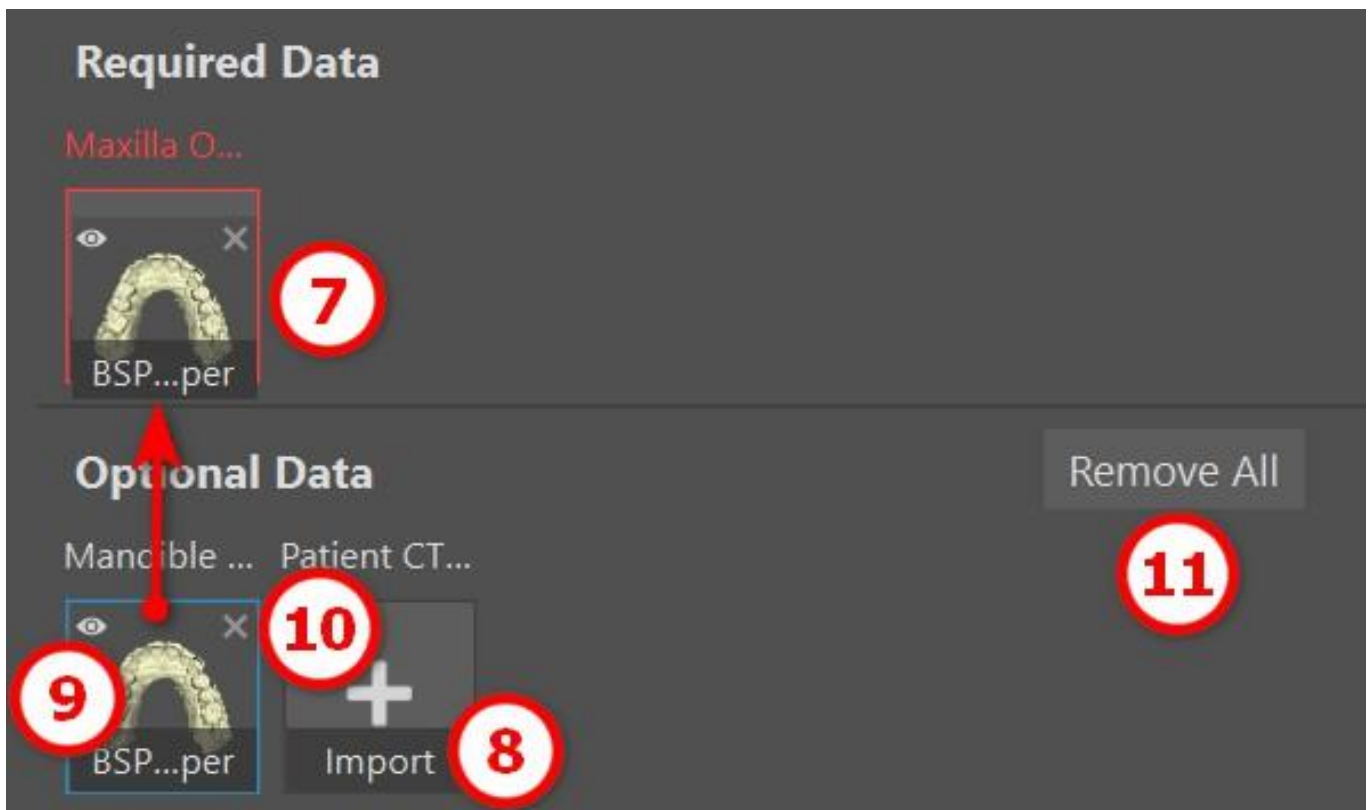 Required Data
Maxilla O...
7
BSP...per
Optional Data
Remove All
Mandible ...
Patient CT...
11
10
9
BSP...per
Import
8